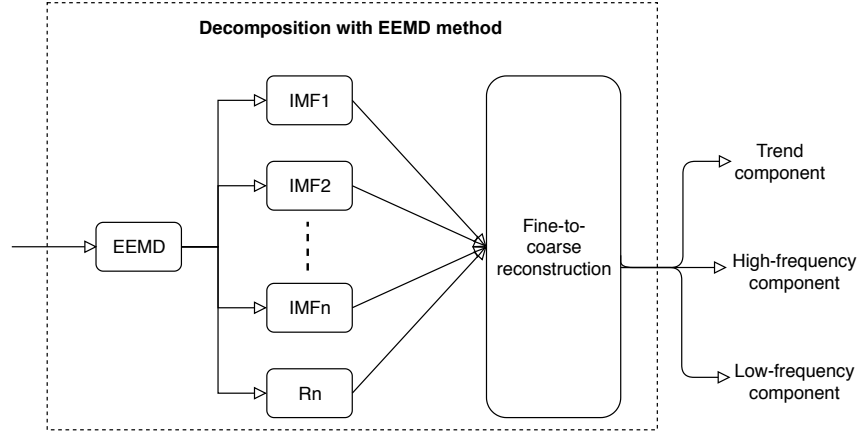 Decomposition with EEMD method
IMF1
IMF2
EEMD
IMFn
Rn
Fine-to-
coarse
reconstruction
Trend
component
High-frequency
component
Low-frequency
component